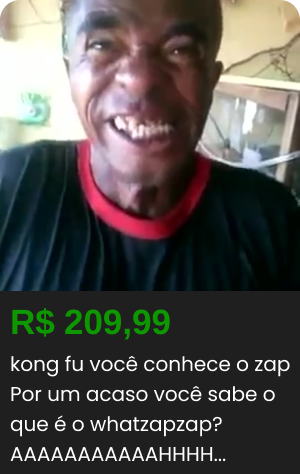 R$ 209,99
kong fu você conhece o zap
Por um acaso você sabe o
que é o whatzapzap?
AAAAAAAAAAAHHHH...